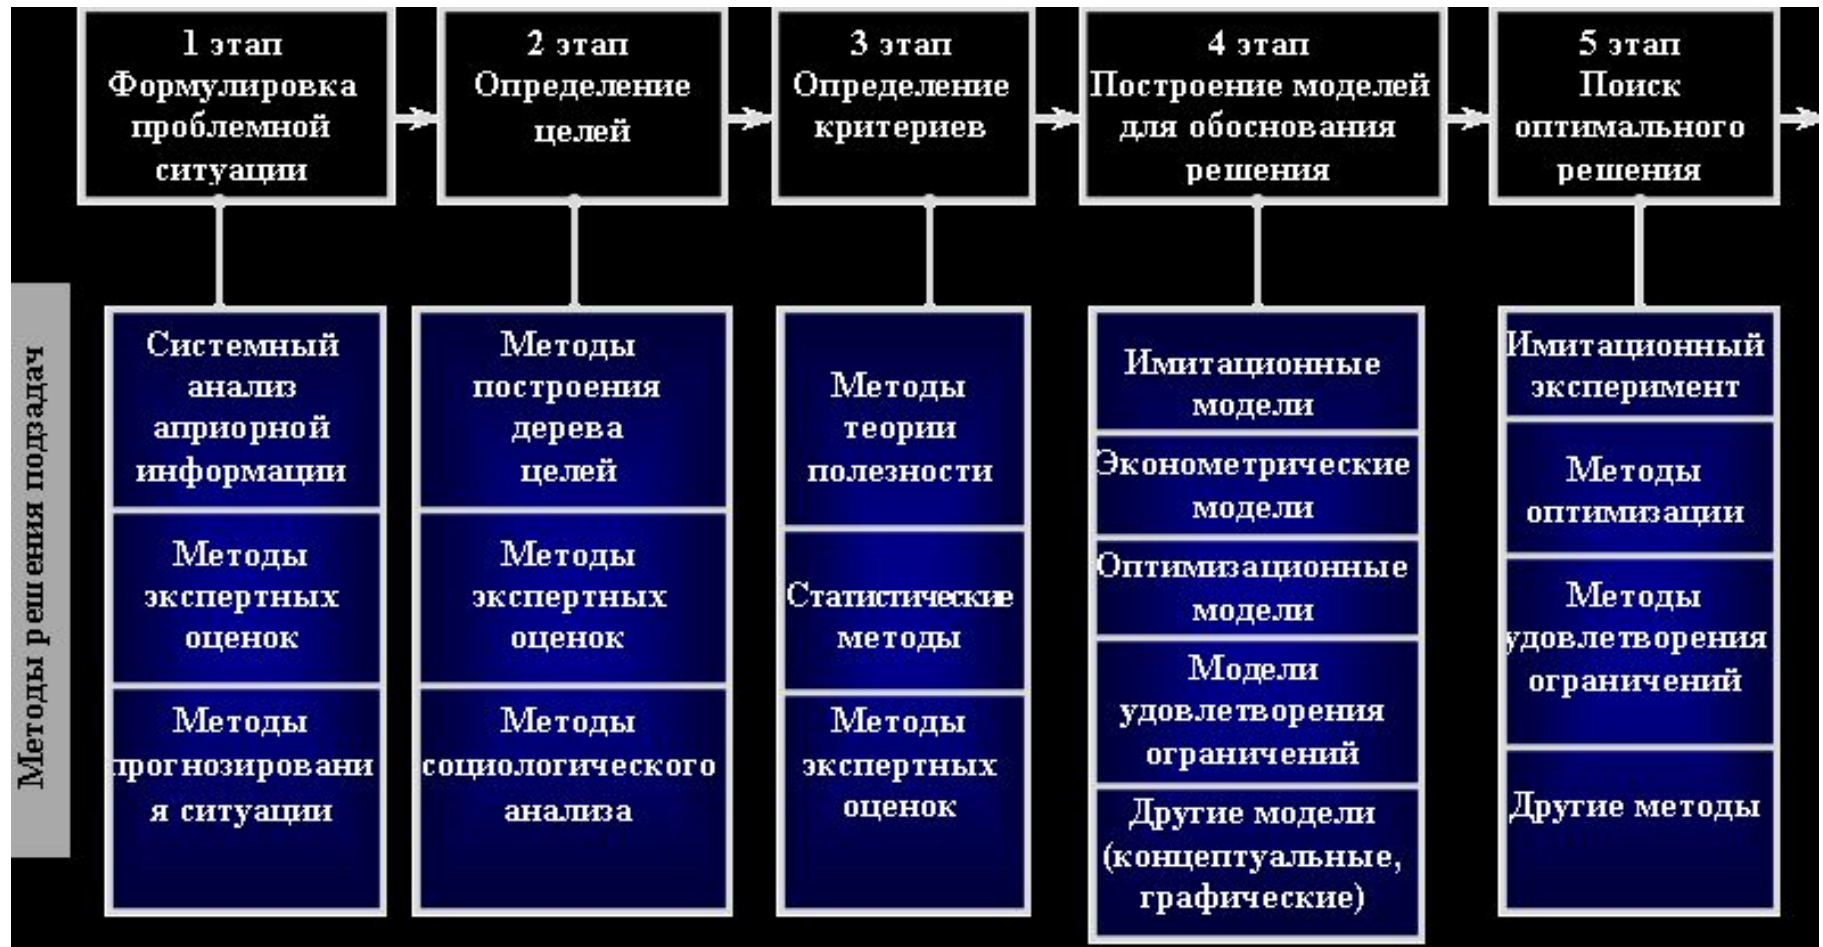 1 этап
Формулировка
проблемной
ситуации
2 этап
Определение
целей
3 этап
Определение
критериев
4 этап
Построение моделей
для обоснования
решения
5 этап
Поиск
оптимального
решения
Методы решения подзадач
Системный
анализ
априорной
информации
Методы
экспертных
оценок
Методы
прогнозировани
я ситуации
Методы
построения
дерева
целей
Методы
экспертных
оценок
Методы
социологического
анализа
Методы
теории
полезности
Статистические
методы
Методы
экспертных
оценок
Имитационные
модели
Эконометрические
модели
Оптимизационные
модели
Модели
удовлетворения
ограничений
Другие модели
(концептуальные,
графические)
Имитационный
эксперимент
Методы
оптимизации
Методы
удовлетворения
ограничений
Другие методы